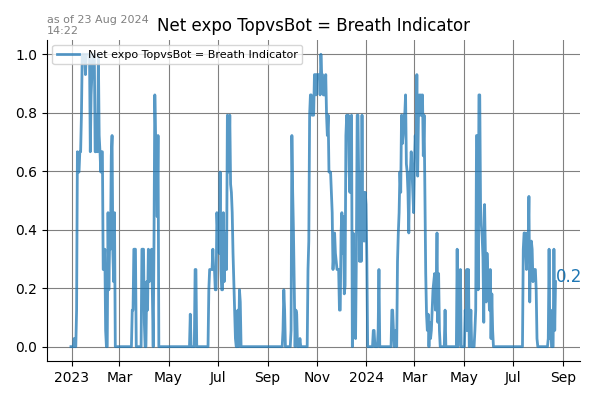 as of 23 Aug 2024
14:22
Net expo TopvsBot = Breath Indicator
Net expo TopvsBot = Breath Indicator
1.0
0.8
0.6
0.4
0.2
0.0
0.2
2023 Mar May Jul Sep Nov 2024 Mar May Jul Sep